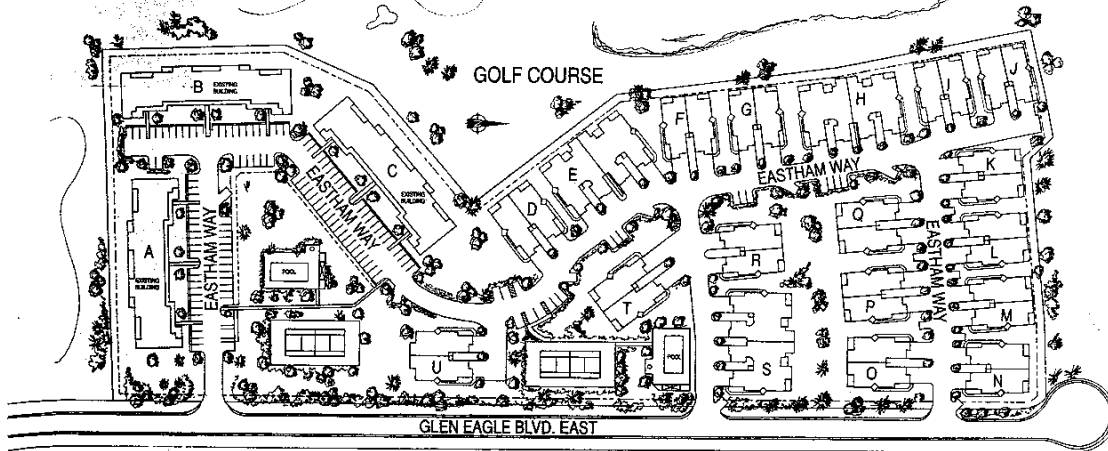 GOLF COURSE
B
EXISTING
BUILDING
C
EXISTING
BUILDING
A
EXISTING
BUILDING
EASTHAM WAY
EASTHAM WAY
POOL
D
E
F
G
H
I
J
EASTHAM WAY
K
L
M
N
EASTHAM WAY
Q
P
O
R
S
T
U
POOL
GLEN EAGLE BLVD. EAST